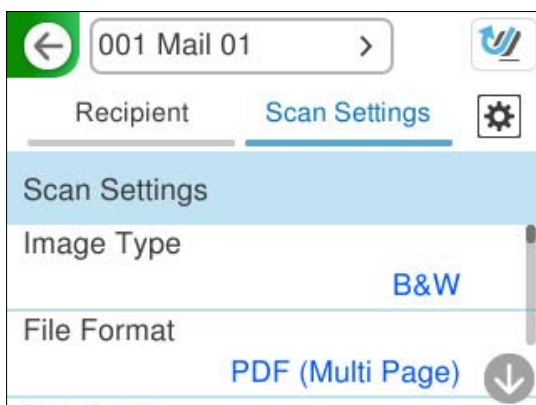 001 Mail 01
Recipient Scan Settings
Scan Settings
Image Type
B&W
File Format
PDF (Multi Page)